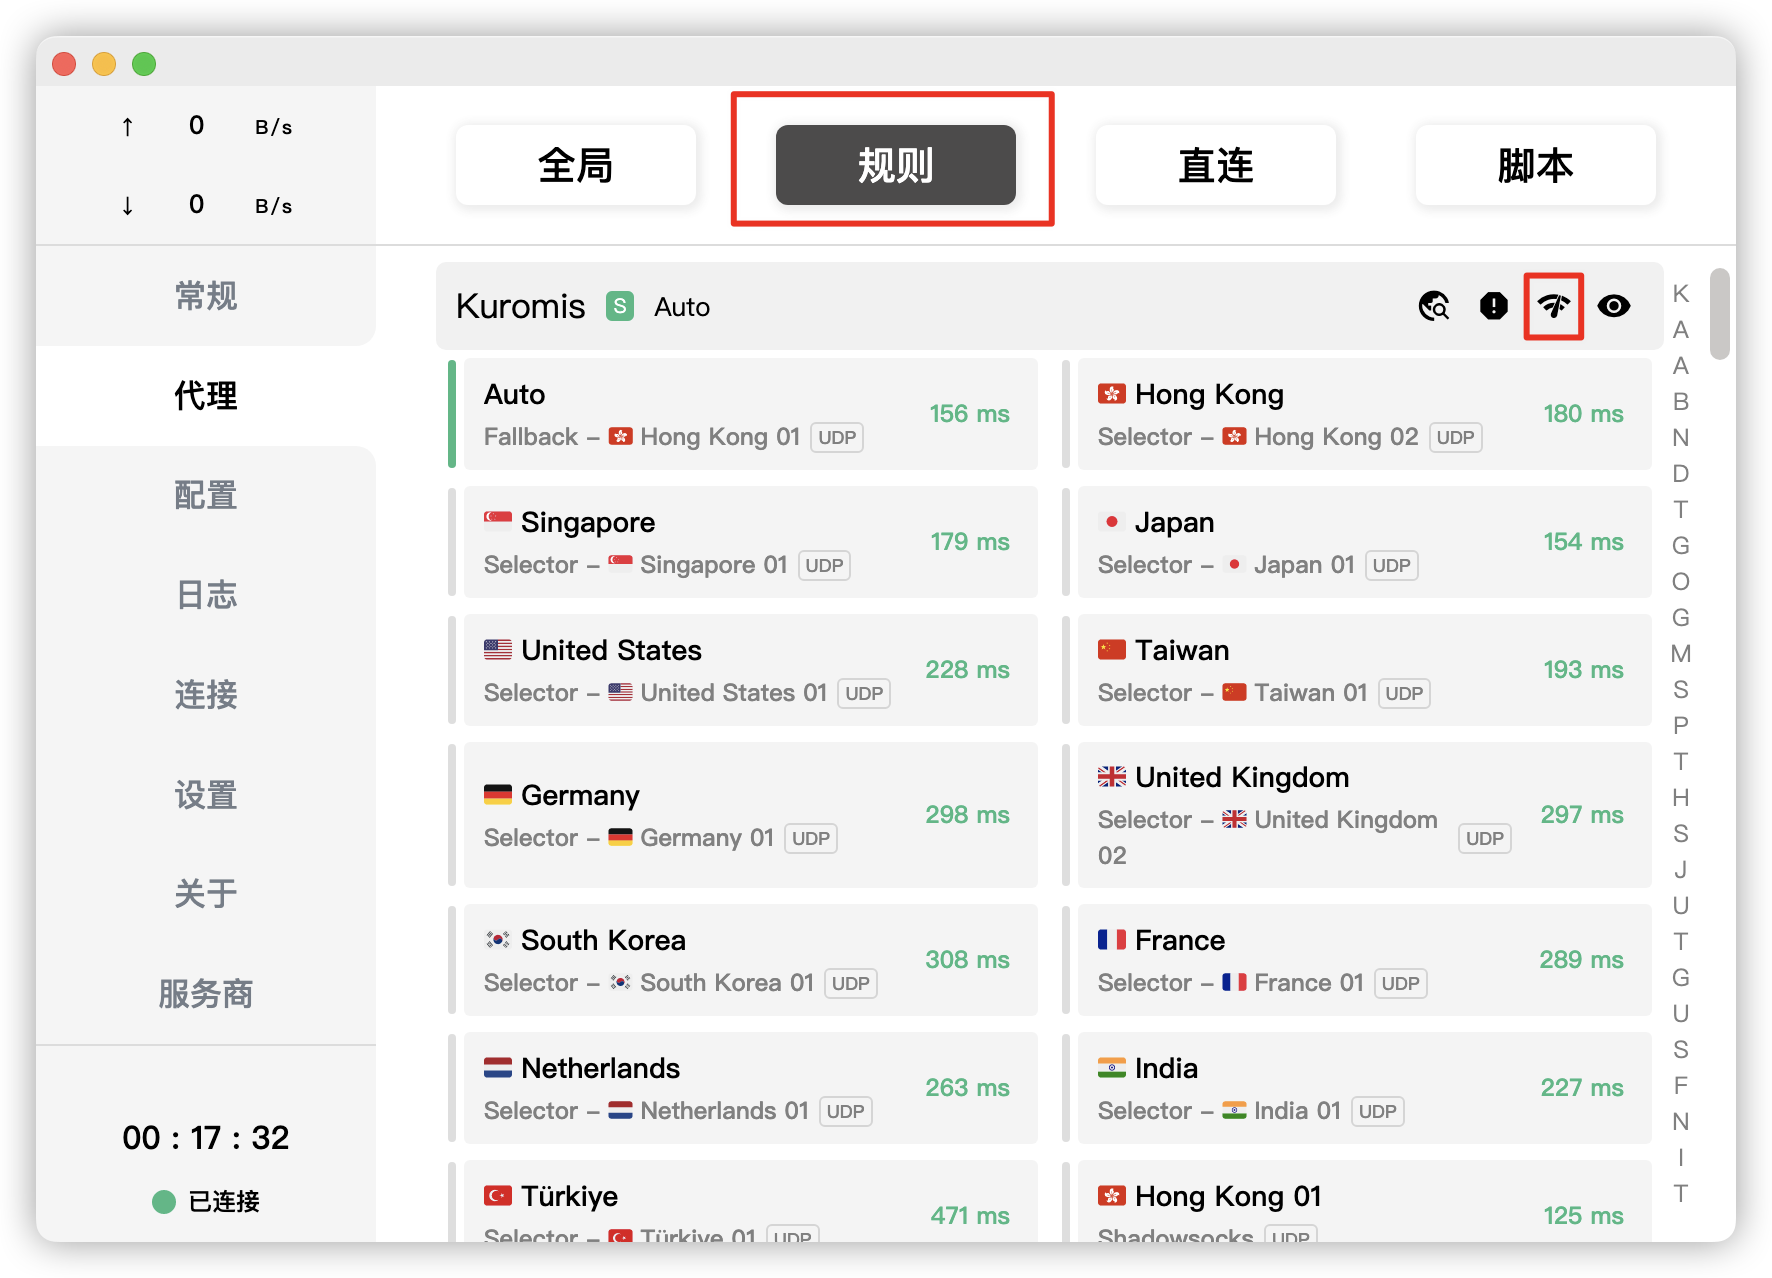 ↑ 0 B/s
↓ 0 B/s
常规
代理
配置
日志
连接
设置
关于
服务商
00 : 17 : 32
已连接
全局
规则
直连
脚本
Kuromis S Auto
Auto
Fallback – Hong Kong 01 UDP
156 ms
Hong Kong
Selector – Hong Kong 02 UDP
180 ms
Singapore
Selector – Singapore 01 UDP
179 ms
Japan
Selector – Japan 01 UDP
154 ms
United States
Selector – United States 01 UDP
228 ms
Taiwan
Selector – Taiwan 01 UDP
193 ms
Germany
Selector – Germany 01 UDP
298 ms
United Kingdom
Selector – United Kingdom
02
UDP
297 ms
South Korea
Selector – South Korea 01 UDP
308 ms
France
Selector – France 01 UDP
289 ms
Netherlands
Selector – Netherlands 01 UDP
263 ms
India
Selector – India 01 UDP
227 ms
Türkiye
Selector – Türkiye 01 UDP
471 ms
Hong Kong 01
Shadowsocks UDP
125 ms
K
A
A
B
N
D
T
G
O
G
M
S
P
T
H
S
J
U
T
G
U
S
F
N
I
T